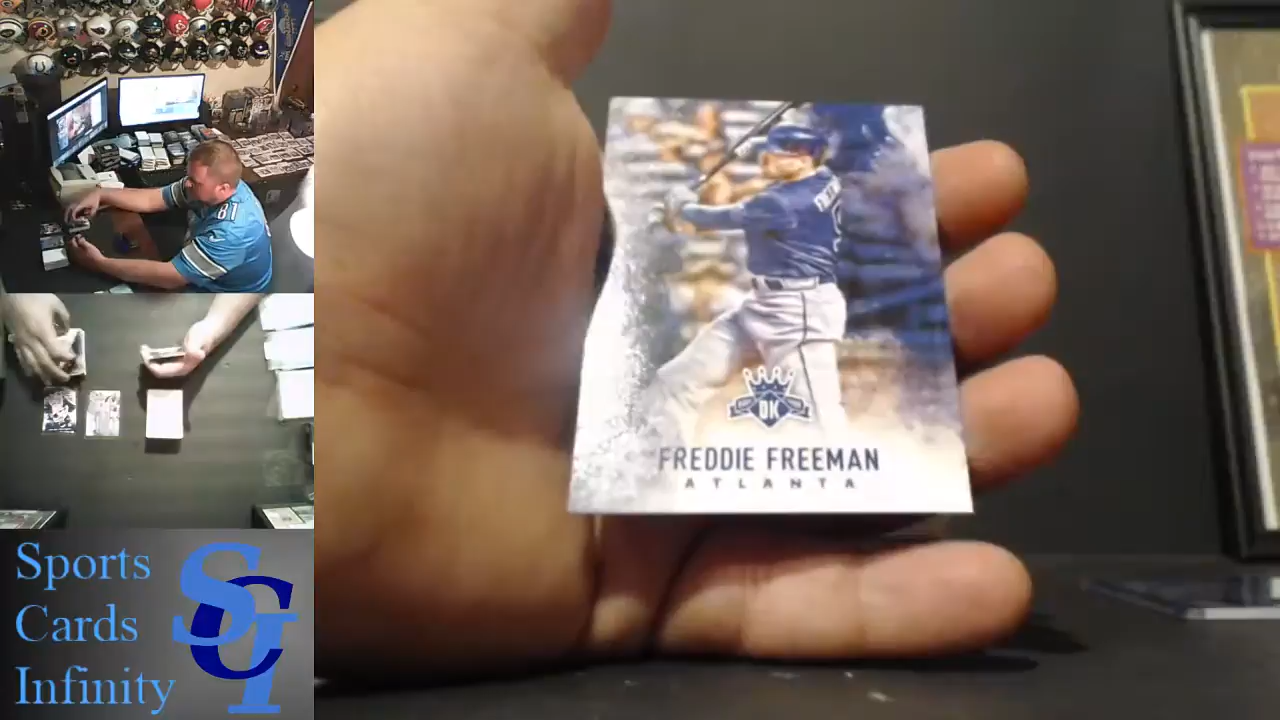 FREDDIE FREEMAN
ATLANTA
DK
81
Sports
Cards
Infinity
SCI